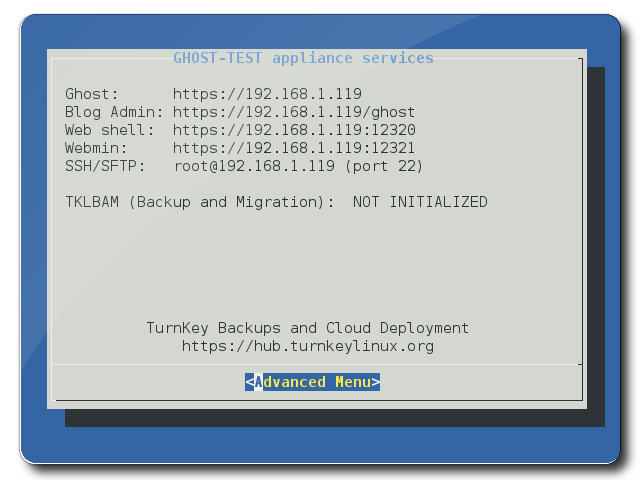 GHOST-TEST appliance services
Ghost: https://192.168.1.119
Blog Admin: https://192.168.1.119/ghost
Web shell: https://192.168.1.119:12320
Webmin: https://192.168.1.119:12321
SSH/SFTP: root@192.168.1.119 (port 22)
TKLBAM (Backup and Migration): NOT INITIALIZED
TurnKey Backups and Cloud Deployment
https://hub.turnkeylinux.org
<Advanced Menu>